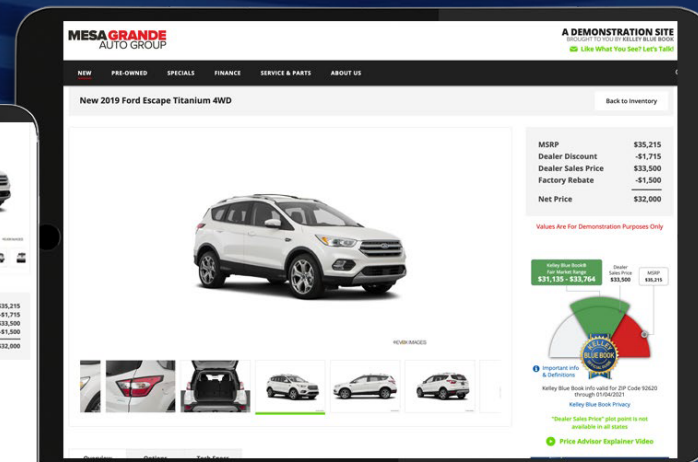 MESAGRANDE
AUTO GROUP
A DEMONSTRATION SITE
BROUGHT TO YOU BY KELLEY BLUE BOOK
Like What You See? Let's Talk!
NEW PRE-OWNED SPECIALS FINANCE SERVICE & PARTS ABOUT US
New 2019 Ford Escape Titanium 4WD
Back to Inventory
MSRP $35,215
Dealer Discount -$1,715
Dealer Sales Price $33,500
Factory Rebate -$1,500
Net Price $32,000
Values Are For Demonstration Purposes Only
Kelley Blue Book®
Fair Market Range
$31,135 - $33,764
Dealer
Sales Price
$33,500
MSRP
$35,215
KELLEY
BLUE BOOK
Important info
& Definitions
Kelley Blue Book info valid for ZIP Code 92620
through 01/04/2021
Kelley Blue Book Privacy
"Dealer Sales Price" plot point is not
available in all states
Price Advisor Explainer Video
EVOX IMAGES
Overview Options Tech Specs
$35,215
-$1,715
$33,500
-$1,500
$32,000